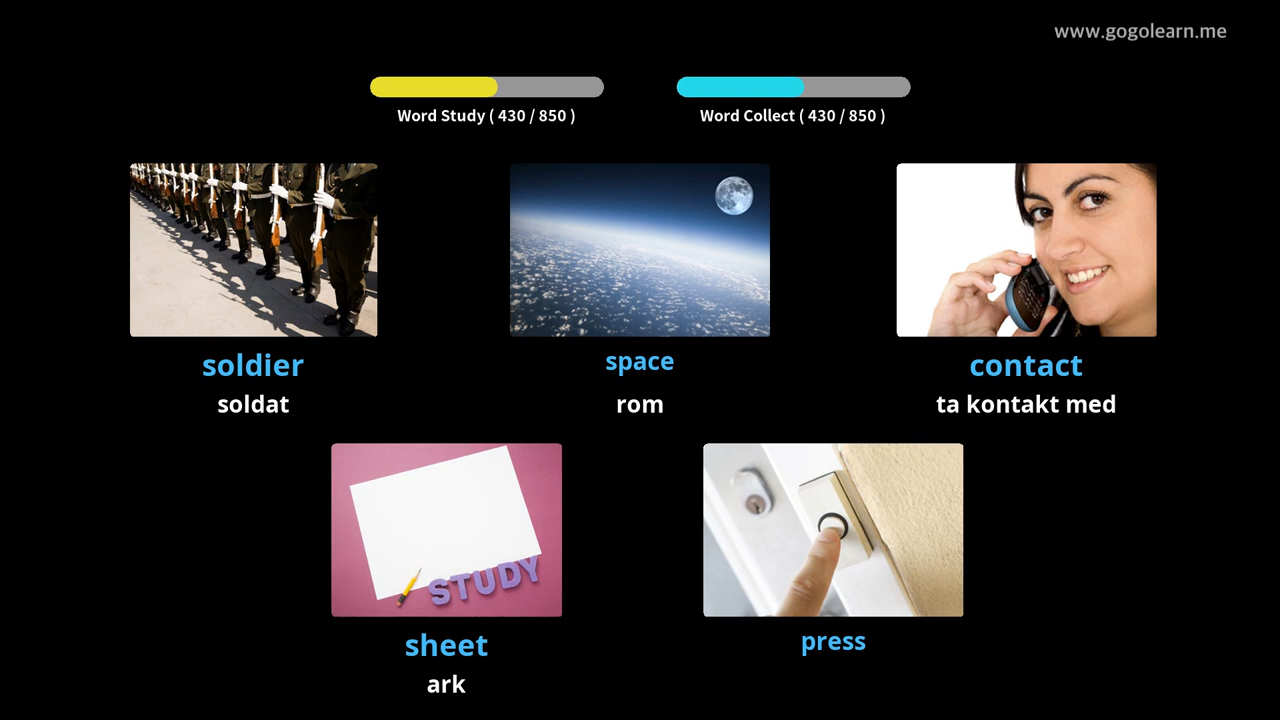 www.gogolearn.me
Word Study ( 430 / 850 )
Word Collect ( 430 / 850 )
soldier
soldat
space
rom
contact
ta kontakt med
STUDY
sheet
ark
press